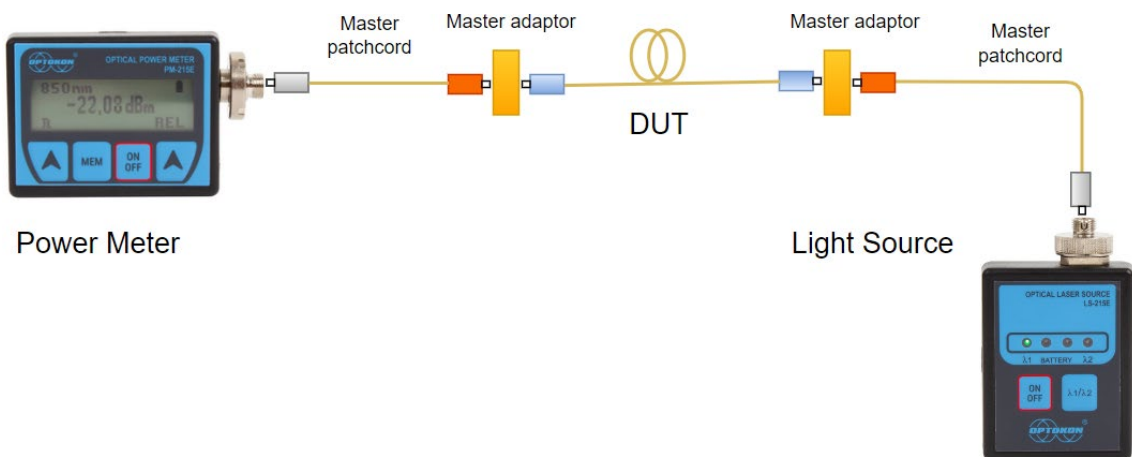 Master
patchcord
Master adaptor
Master adaptor
Master
patchcord
OPTOKON
OPTICAL POWER METER
PM-215E
850nm
-22,08dBm
R
REL
MEM
ON
OFF
DUT
Power Meter
Light Source
OPTICAL LASER SOURCE
LS-215E
λ1 BATTERY λ2
ON
OFF
λ1/λ2
OPTOKON